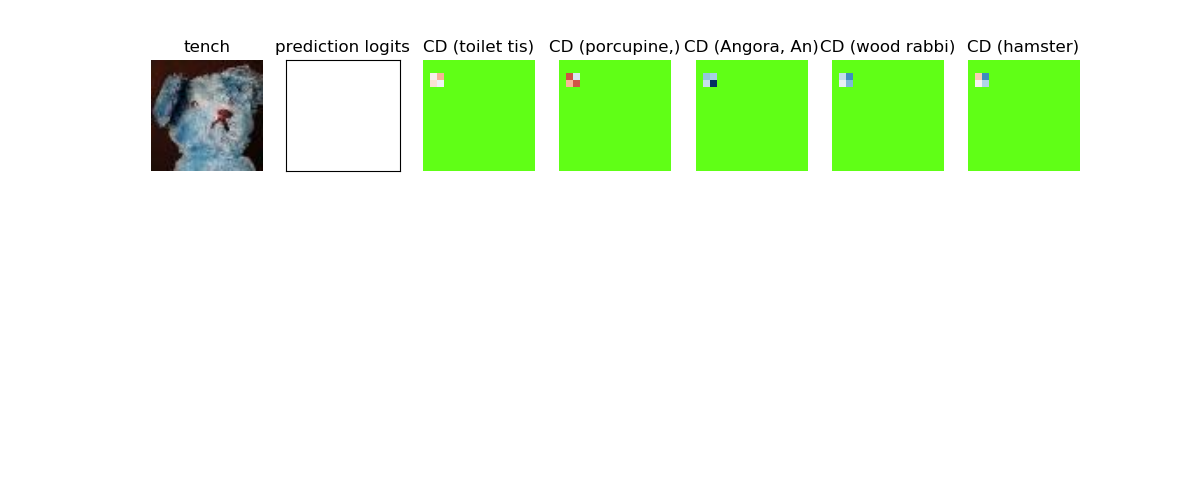 tench
prediction logits
CD (toilet tis)
CD (porcupine,)
CD (Angora, An)
CD (wood rabbi)
CD (hamster)